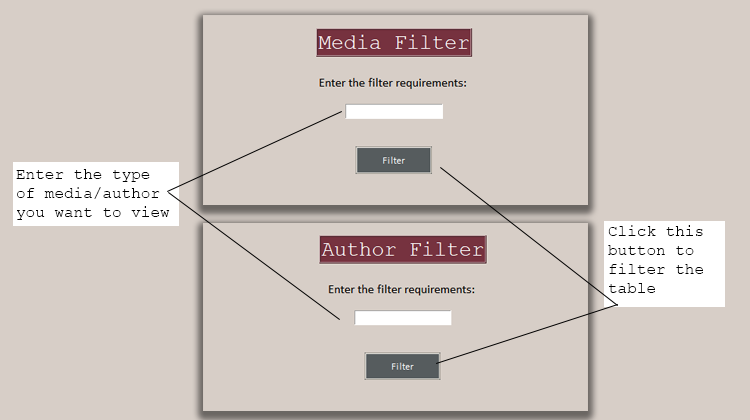 Media Filter
Enter the filter requirements:
Filter
Enter the type
of media/author
you want to view
Click this
button to
filter the
table
Author Filter
Enter the filter requirements:
Filter